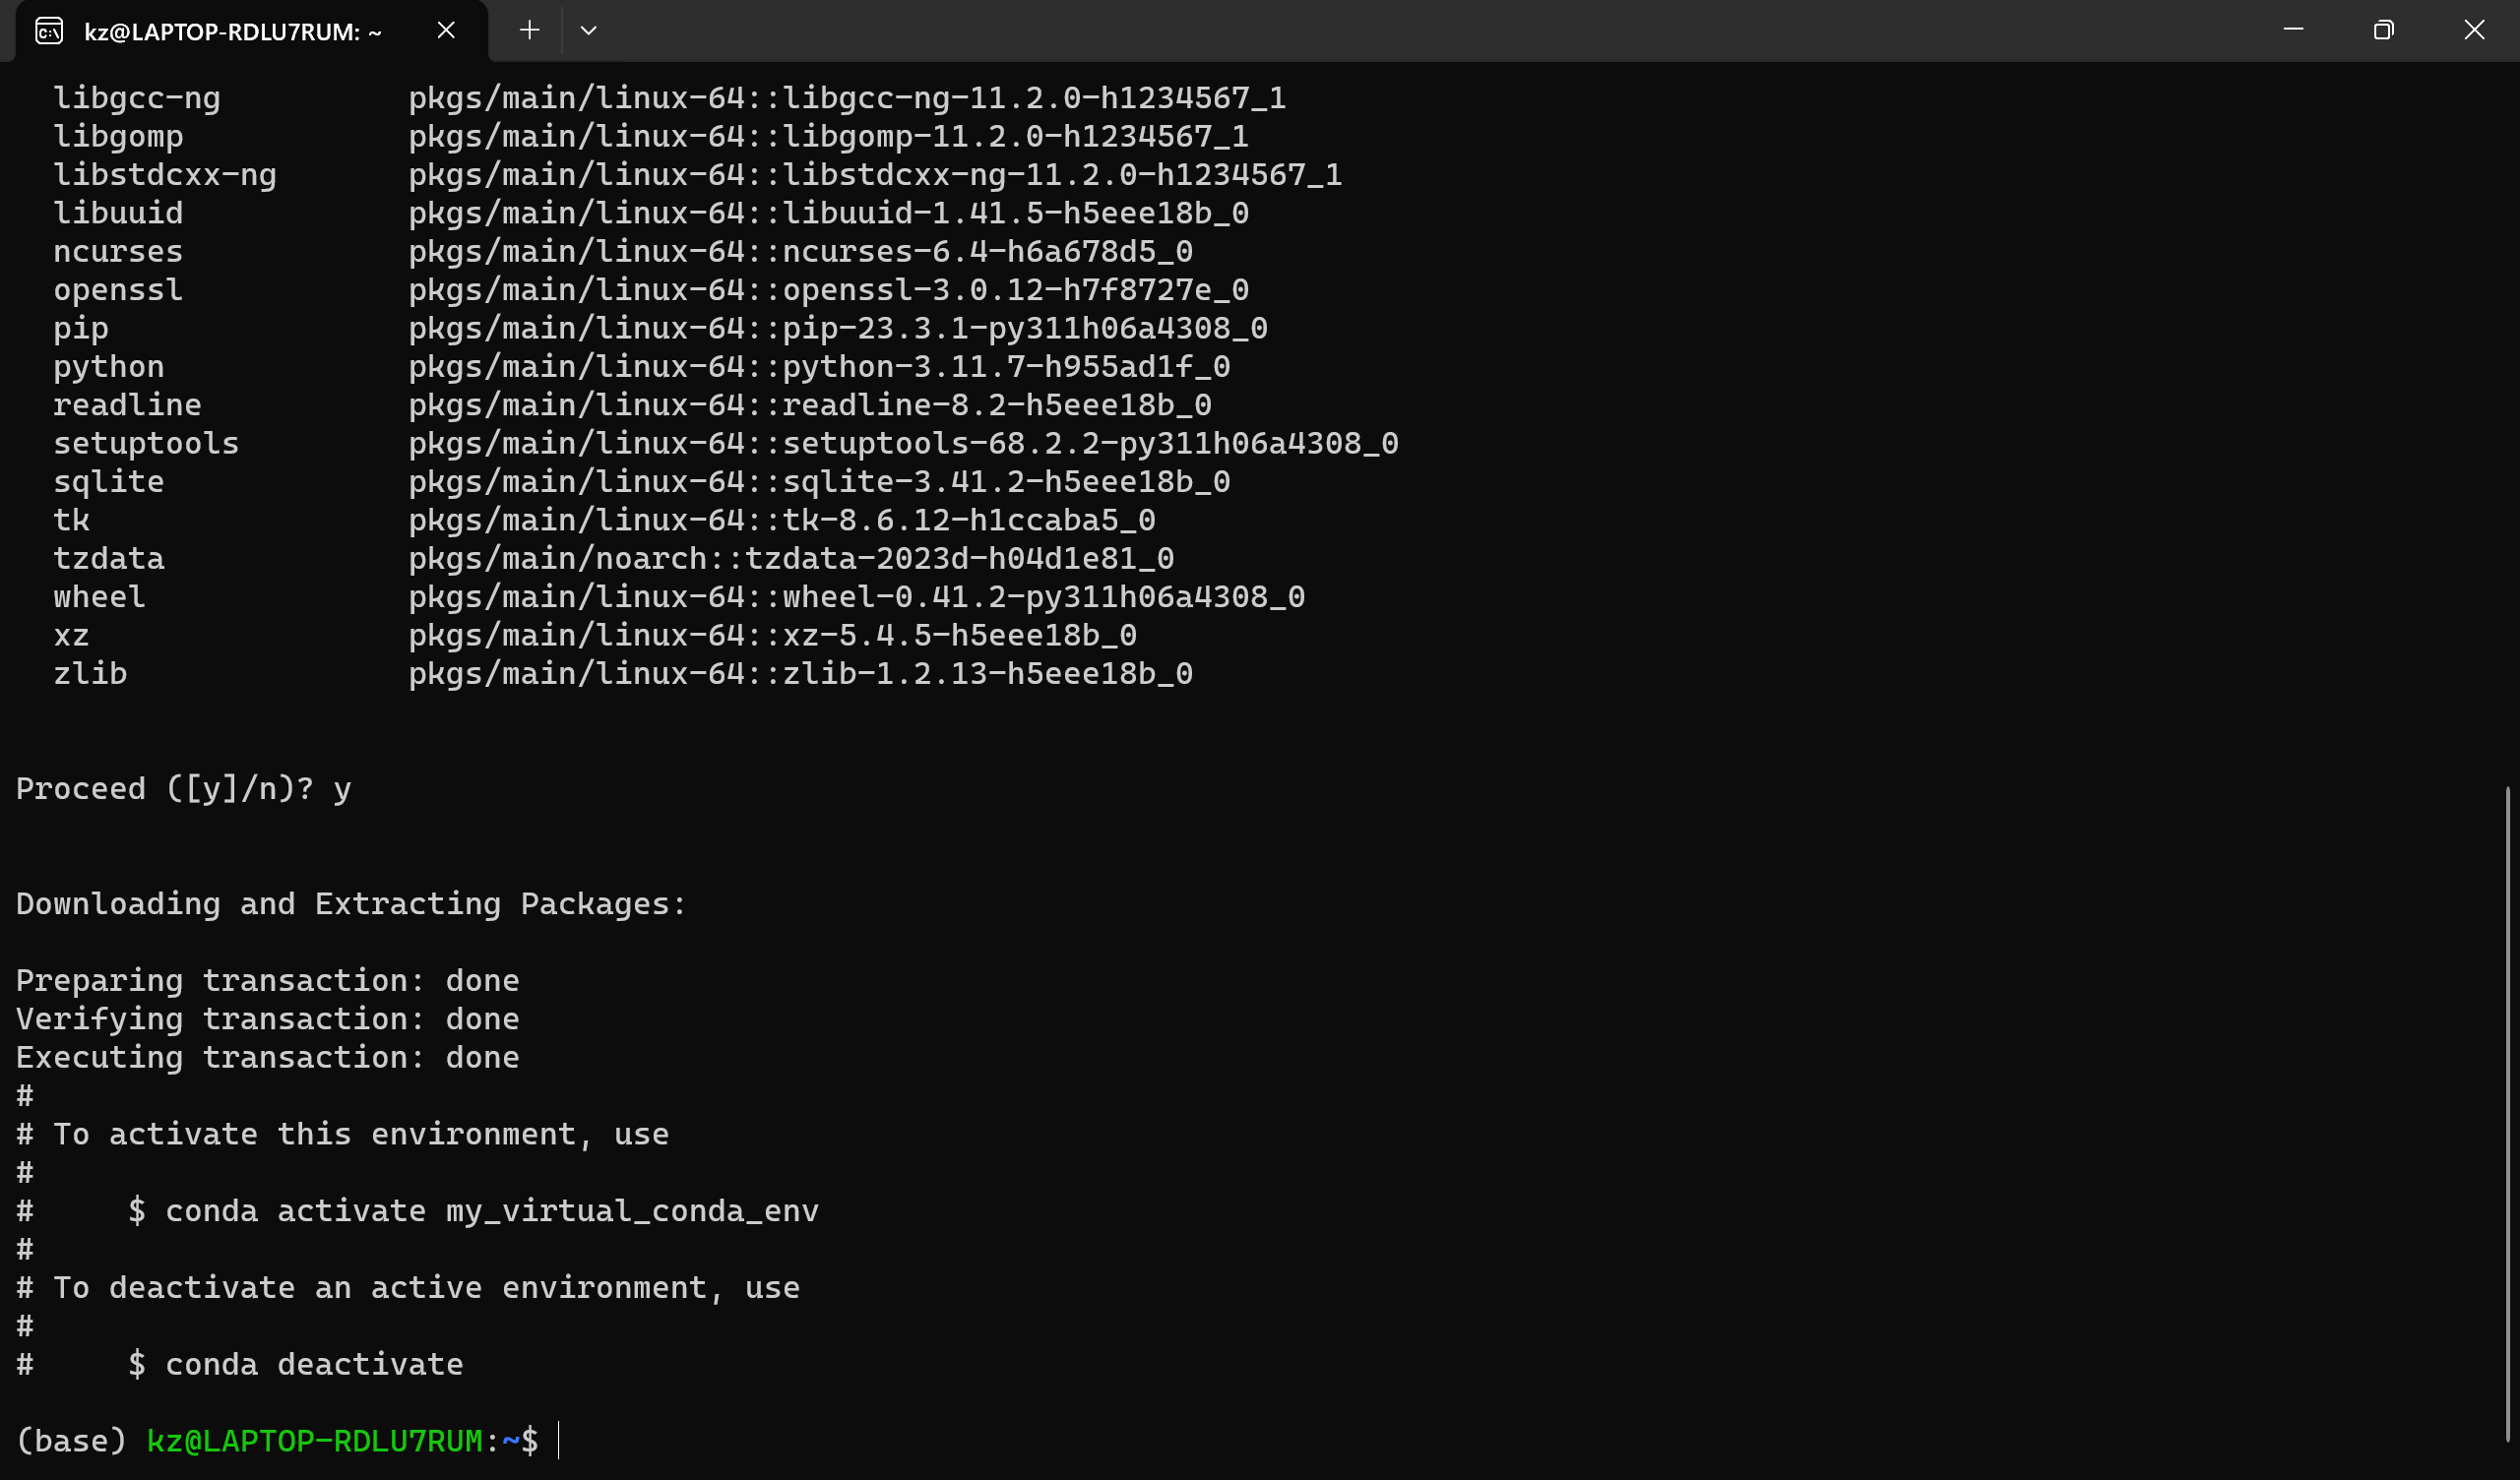 kz@LAPTOP-RDLU7RUM: ~
libgcc-ng pkgs/main/linux-64::libgcc-ng-11.2.0-h1234567_1
libgomp pkgs/main/linux-64::libgomp-11.2.0-h1234567_1
libstdcxx-ng pkgs/main/linux-64::libstdcxx-ng-11.2.0-h1234567_1
libuuid pkgs/main/linux-64::libuuid-1.41.5-h5eee18b_0
ncurses pkgs/main/linux-64::ncurses-6.4-h6a678d5_0
openssl pkgs/main/linux-64::openssl-3.0.12-h7f8727e_0
pip pkgs/main/linux-64::pip-23.3.1-py311h06a4308_0
python pkgs/main/linux-64::python-3.11.7-h955ad1f_0
readline pkgs/main/linux-64::readline-8.2-h5eee18b_0
setuptools pkgs/main/linux-64::setuptools-68.2.2-py311h06a4308_0
sqlite pkgs/main/linux-64::sqlite-3.41.2-h5eee18b_0
tk pkgs/main/linux-64::tk-8.6.12-h1ccaba5_0
tzdata pkgs/main/noarch::tzdata-2023d-h04d1e81_0
wheel pkgs/main/linux-64::wheel-0.41.2-py311h06a4308_0
xz pkgs/main/linux-64::xz-5.4.5-h5eee18b_0
zlib pkgs/main/linux-64::zlib-1.2.13-h5eee18b_0
Proceed ([y]/n)? y
Downloading and Extracting Packages:
Preparing transaction: done
Verifying transaction: done
Executing transaction: done
#
# To activate this environment, use
#
#     $ conda activate my_virtual_conda_env
#
# To deactivate an active environment, use
#
#     $ conda deactivate
(base) kz@LAPTOP-RDLU7RUM:~$